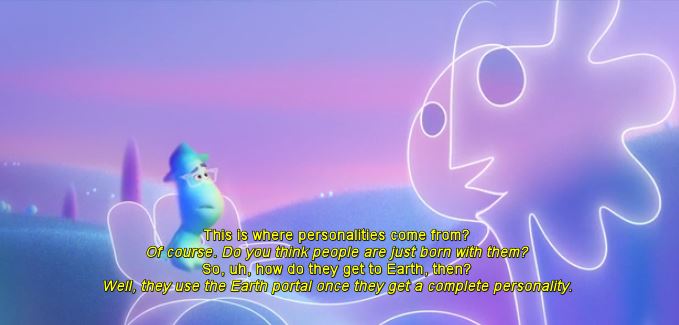 This is where personalities come from?
Of course. Do you think people are just born with them?
So, uh, how do they get to Earth, then?
Well, they use the Earth portal once they get a complete personality.